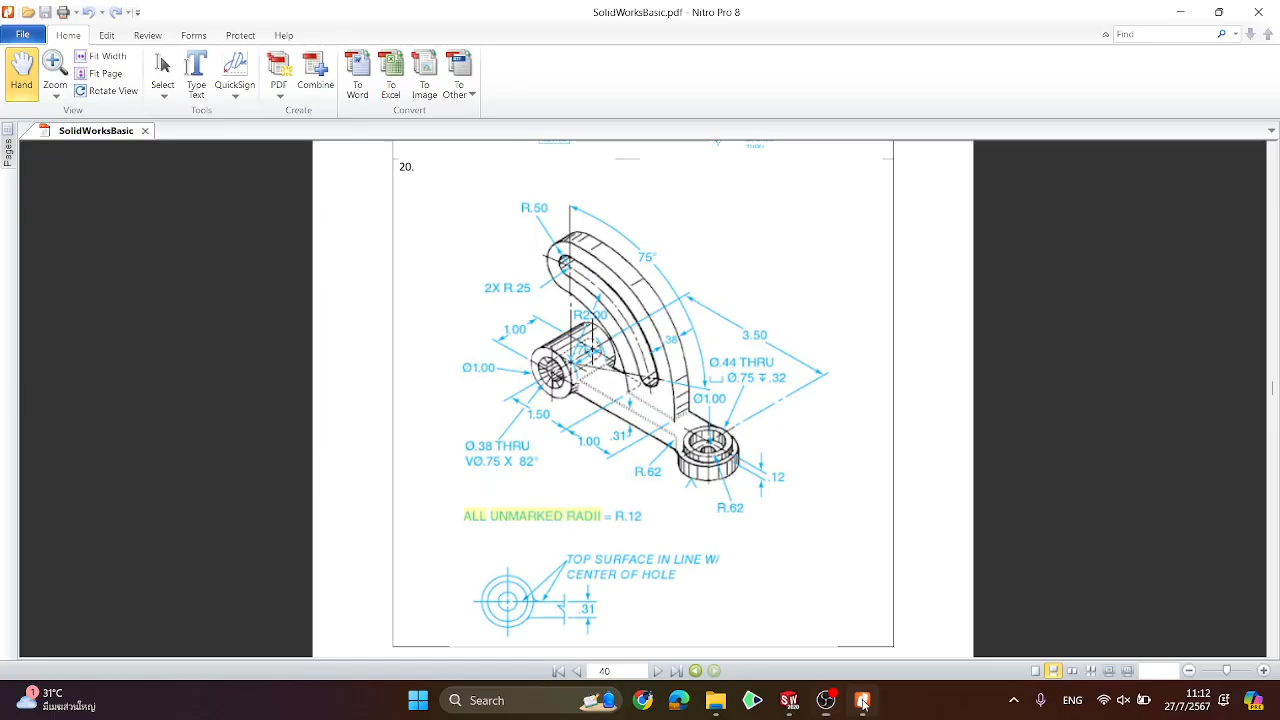 SolidWorksBasic.pdf - Nitro Pro 8
File
Home
Edit
Review
Forms
Protect
Help
Find
Hand
Zoom
Fit Width
Fit Page
Rotate View
View
Select
Type Text
QuickSign
Tools
PDF
Combine
Create
To Word
To Excel
To Image
To Other
Convert
Pages
SolidWorksBasic
THRU
20.
R.50
75°
2X R.25
R2.00
3.50
1.00
.38
Ø.44 THRU
⌴ Ø.75 ↧.32
Ø1.00
Ø1.00
1.50
1.00
.31
Ø.38 THRU
VØ.75 X 82°
R.62
.12
R.62
ALL UNMARKED RADII = R.12
TOP SURFACE IN LINE W/
CENTER OF HOLE
.31
40
31°C
Search
ENG
11:12
27/7/2567